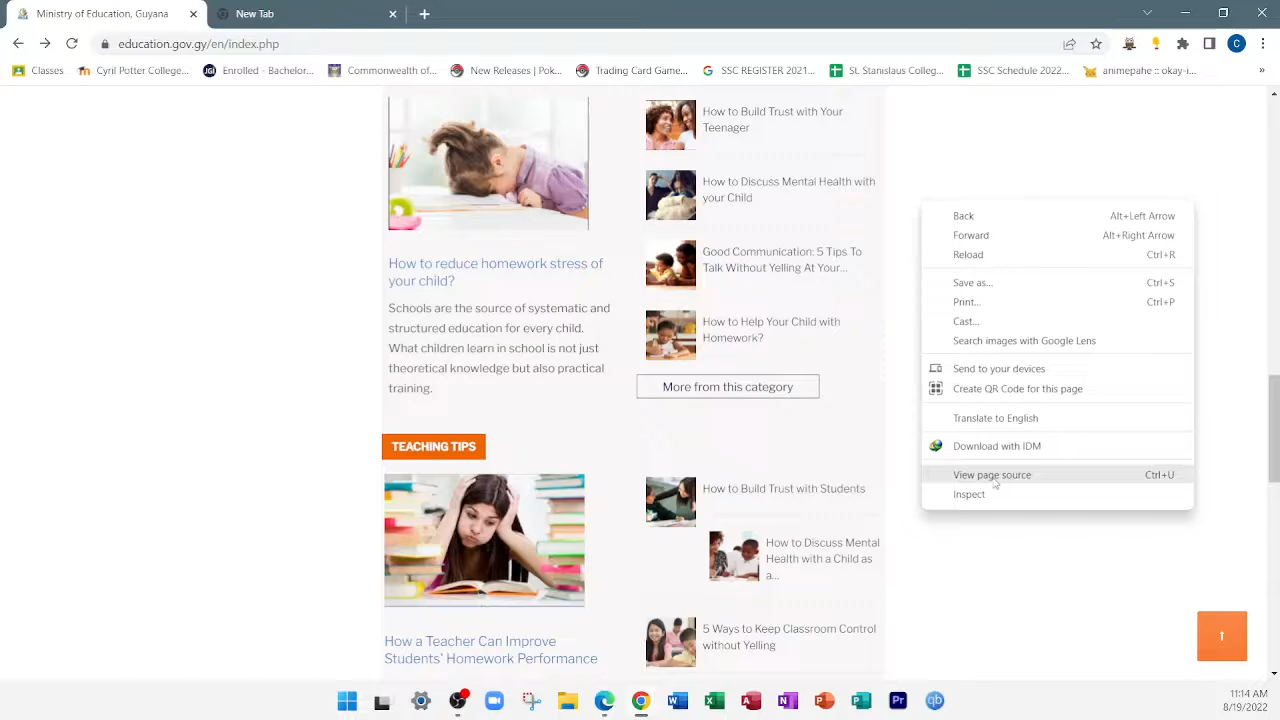 Ministry of Education, Guyana
New Tab
education.gov.gy/en/index.php
C
Classes
Cyril Potter College...
Enrolled - Bachelor...
Commonwealth of...
New Releases | Pok...
Trading Card Game...
SSC REGISTER 2021...
SL Stanislaus Colleg...
SSC Schedule 2022...
animepahe :: okay-i...
»
How to Build Trust with Your
Teenager
How to Discuss Mental Health with
your Child
Good Communication: 5 Tips To
Talk Without Yelling At Your...
How to Help Your Child with
Homework?
More from this category
How to reduce homework stress of
your child?
Schools are the source of systematic and
structured education for every child.
What children learn in school is not just
theoretical knowledge but also practical
training.
TEACHING TIPS
How to Build Trust with Students
How to Discuss Mental
Health with a Child as
a...
5 Ways to Keep Classroom Control
without Yelling
How a Teacher Can Improve
Students' Homework Performance
Back Alt+Left Arrow
Forward Alt+Right Arrow
Reload Ctrl+R
Save as... Ctrl+S
Print... Ctrl+P
Cast...
Search images with Google Lens
Send to your devices
Create QR Code for this page
Translate to English
Download with IDM
View page source Ctrl+U
Inspect
11:14 AM
8/19/2022